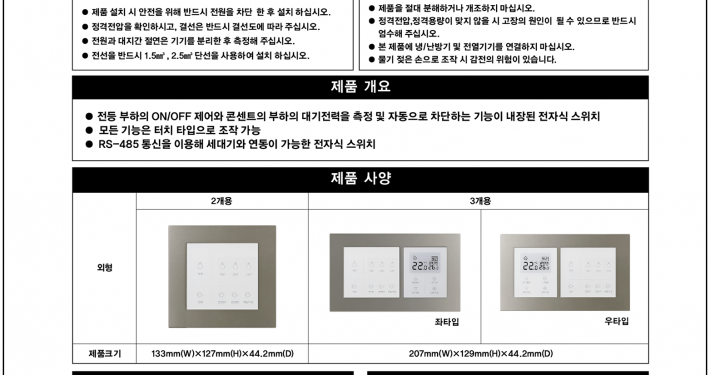 ● 제품 설치 시 안전을 위해 반드시 전원을 차단 한 후 설치 하십시오.
● 정격전압을 확인하시고, 결선은 반드시 결선도에 따라 주십시오.
● 전원과 대지간 절연은 기기를 분리한 후 측정해 주십시오.
● 전선을 반드시 1.5㎟, 2.5㎟ 단선을 사용하여 설치 하십시오.
● 제품을 절대 분해하거나 개조하지 마십시오.
● 정격전압,정격용량이 맞지 않을 시 고장의 원인이 될 수 있으므로 반드시
엄수해 주십시오.
● 본 제품에 냉/난방기 및 전열기기를 연결하지 마십시오.
● 물기 젖은 손으로 조작 시 감전의 위험이 있습니다.
제품 개요
● 전등 부하의 ON/OFF 제어와 콘센트의 부하의 대기전력을 측정 및 자동으로 차단하는 기능이 내장된 전자식 스위치
● 모든 기능은 터치 타입으로 조작 가능
● RS-485 통신을 이용해 세대기와 연동이 가능한 전자식 스위치
제품 사양
2개용
3개용
외형
좌타입
우타입
제품크기
133mm(W)×127mm(H)×44.2mm(D)
207mm(W)×129mm(H)×44.2mm(D)